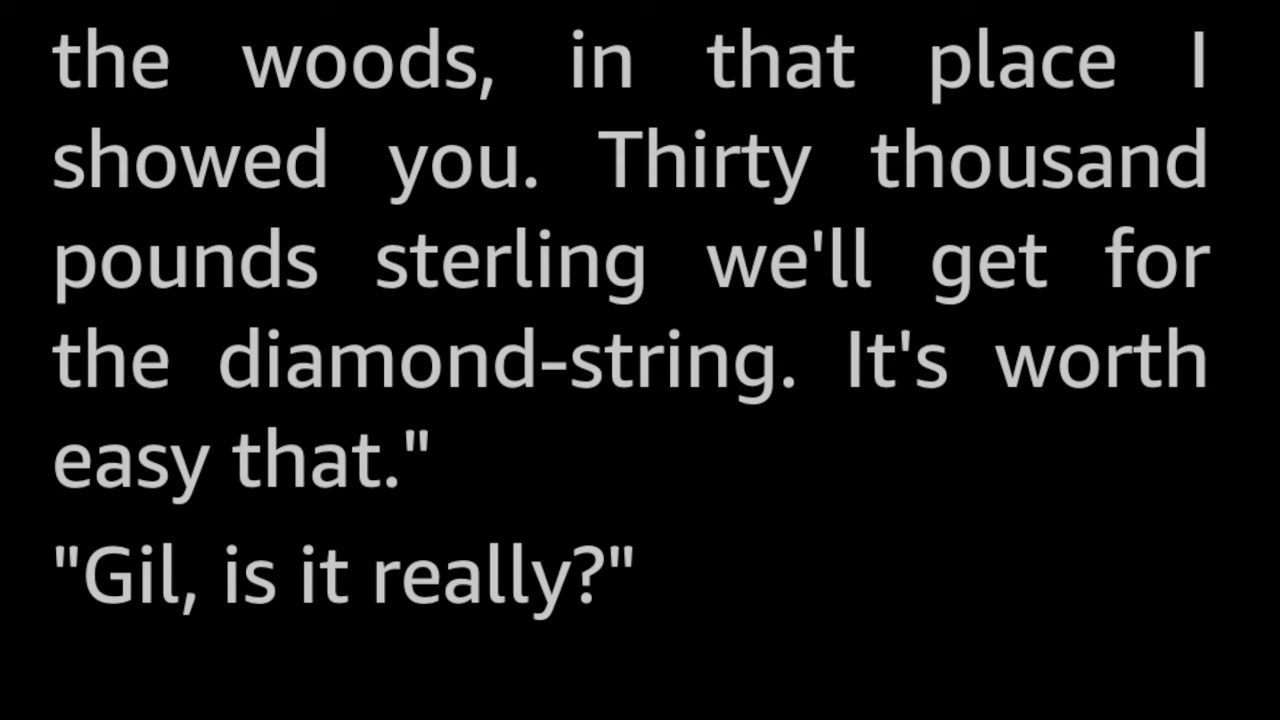 the woods, in that place I
showed you. Thirty thousand
pounds sterling we'll get for
the diamond-string. It's worth
easy that."
"Gil, is it really?"